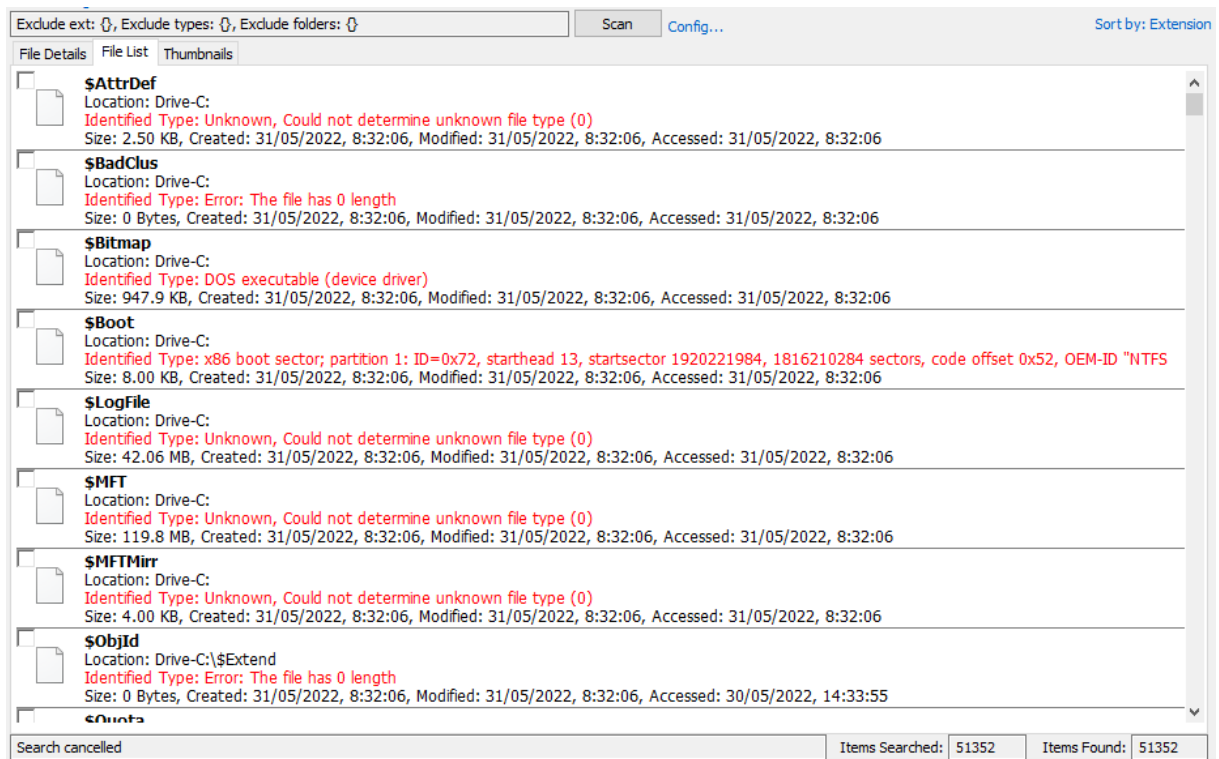 Exclude ext: {}, Exclude types: {}, Exclude folders: {} Scan Config... Sort by: Extension
File Details File List Thumbnails
$AttrDef
Location: Drive-C:
Identified Type: Unknown, Could not determine unknown file type (0)
Size: 2.50 KB, Created: 31/05/2022, 8:32:06, Modified: 31/05/2022, 8:32:06, Accessed: 31/05/2022, 8:32:06
$BadClus
Location: Drive-C:
Identified Type: Error: The file has 0 length
Size: 0 Bytes, Created: 31/05/2022, 8:32:06, Modified: 31/05/2022, 8:32:06, Accessed: 31/05/2022, 8:32:06
$Bitmap
Location: Drive-C:
Identified Type: DOS executable (device driver)
Size: 947.9 KB, Created: 31/05/2022, 8:32:06, Modified: 31/05/2022, 8:32:06, Accessed: 31/05/2022, 8:32:06
$Boot
Location: Drive-C:
Identified Type: x86 boot sector; partition 1: ID=0x72, starthead 13, startsector 1920221984, 1816210284 sectors, code offset 0x52, OEM-ID "NTFS
Size: 8.00 KB, Created: 31/05/2022, 8:32:06, Modified: 31/05/2022, 8:32:06, Accessed: 31/05/2022, 8:32:06
$LogFile
Location: Drive-C:
Identified Type: Unknown, Could not determine unknown file type (0)
Size: 42.06 MB, Created: 31/05/2022, 8:32:06, Modified: 31/05/2022, 8:32:06, Accessed: 31/05/2022, 8:32:06
$MFT
Location: Drive-C:
Identified Type: Unknown, Could not determine unknown file type (0)
Size: 119.8 MB, Created: 31/05/2022, 8:32:06, Modified: 31/05/2022, 8:32:06, Accessed: 31/05/2022, 8:32:06
$MFTMirr
Location: Drive-C:
Identified Type: Unknown, Could not determine unknown file type (0)
Size: 4.00 KB, Created: 31/05/2022, 8:32:06, Modified: 31/05/2022, 8:32:06, Accessed: 31/05/2022, 8:32:06
$ObjId
Location: Drive-C:\$Extend
Identified Type: Error: The file has 0 length
Size: 0 Bytes, Created: 31/05/2022, 8:32:06, Modified: 31/05/2022, 8:32:06, Accessed: 30/05/2022, 14:33:55
$Quota
Search cancelled Items Searched: 51352 Items Found: 51352